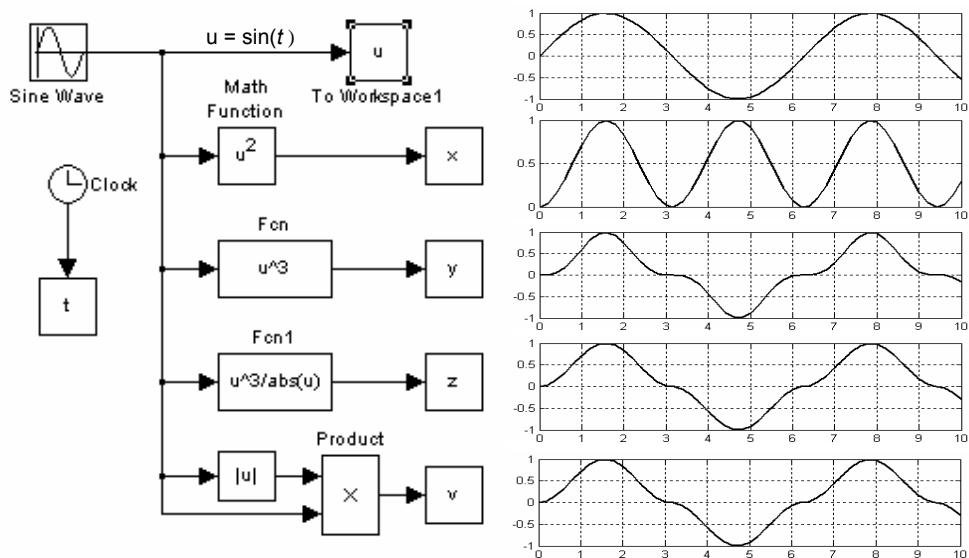 u = sin(t)
u
Sine Wave
To Workspace1
Math
Function
u²
x
Clock
t
Fcn
u^3
y
Fcn1
u^3/abs(u)
z
Product
|u|
×
v
1
0.5
0
-0.5
-1
0 1 2 3 4 5 6 7 8 9 10
1
0.5
0
0 1 2 3 4 5 6 7 8 9 10
1
0.5
0
-0.5
-1
0 1 2 3 4 5 6 7 8 9 10
1
0.5
0
-0.5
-1
0 1 2 3 4 5 6 7 8 9 10
1
0.5
0
-0.5
-1
0 1 2 3 4 5 6 7 8 9 10